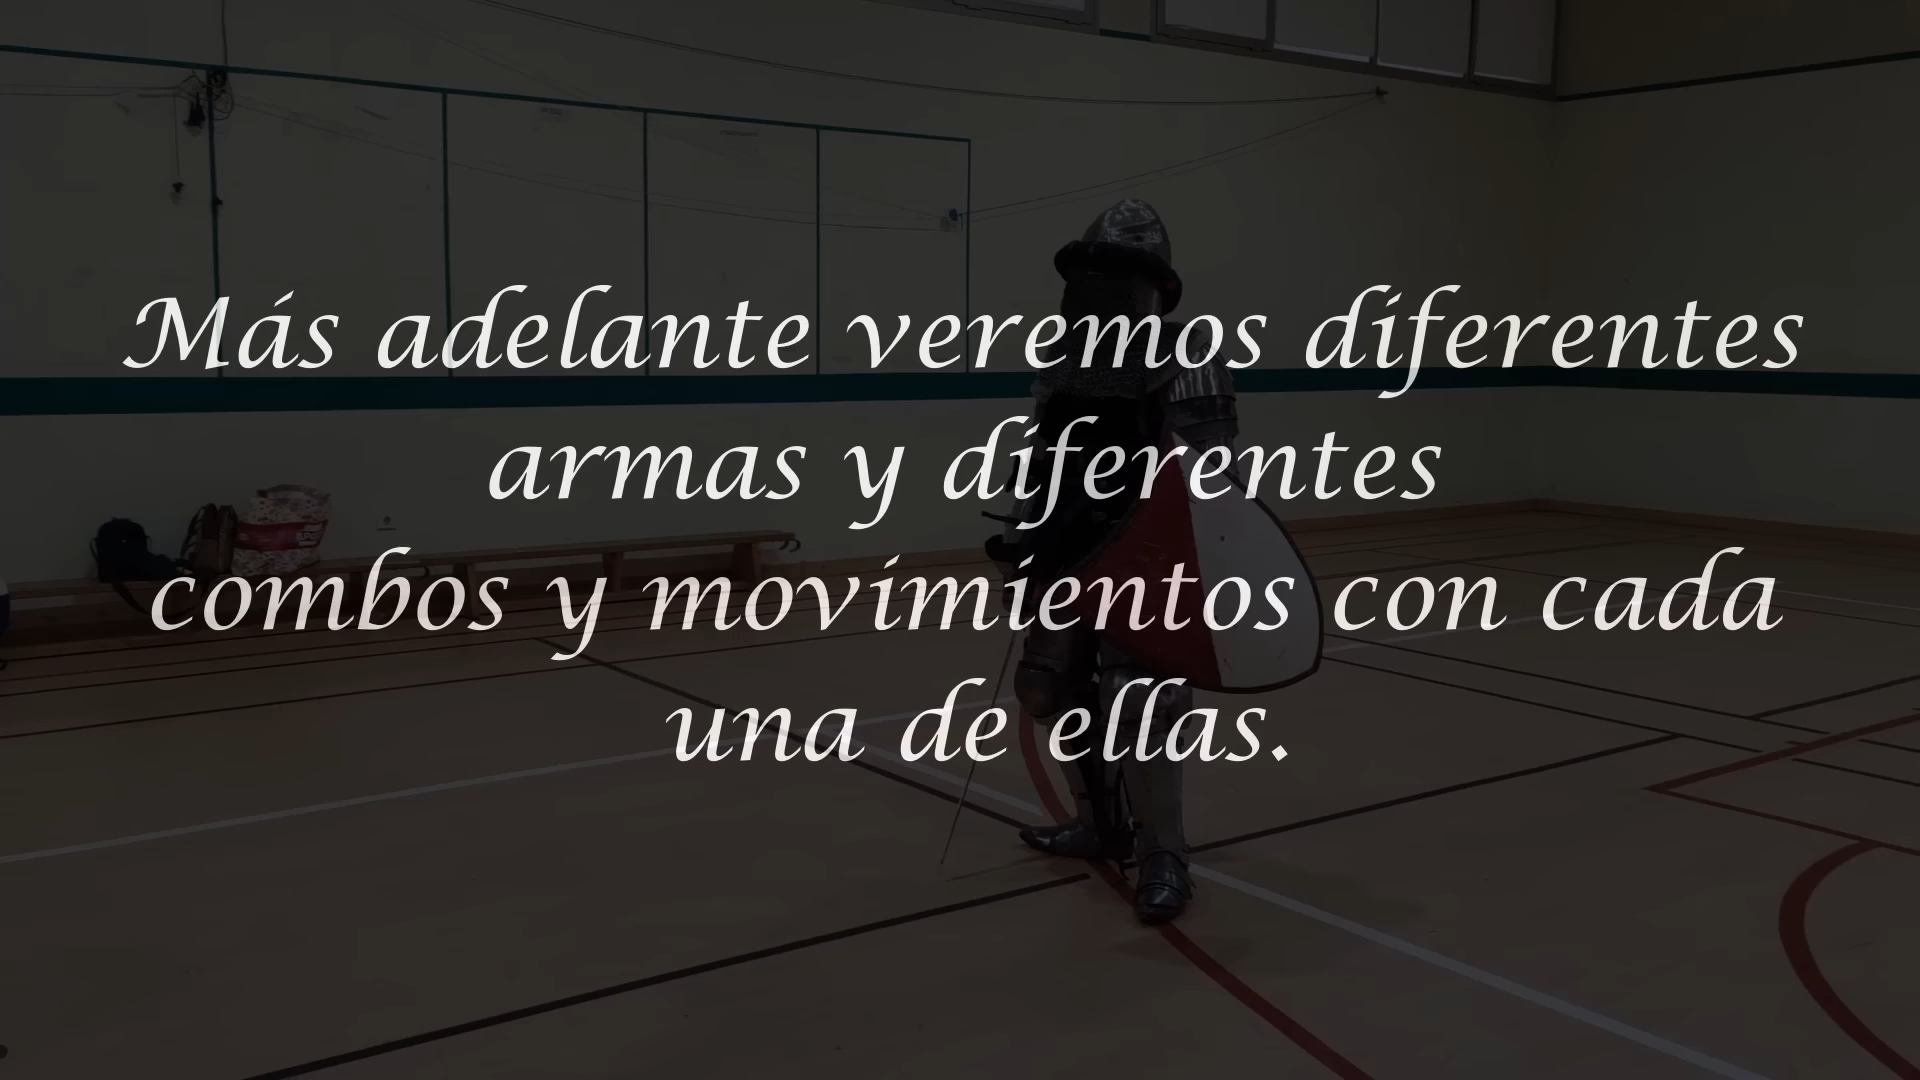 Más adelante veremos diferentes
armas y diferentes
combos y movimientos con cada
una de ellas.